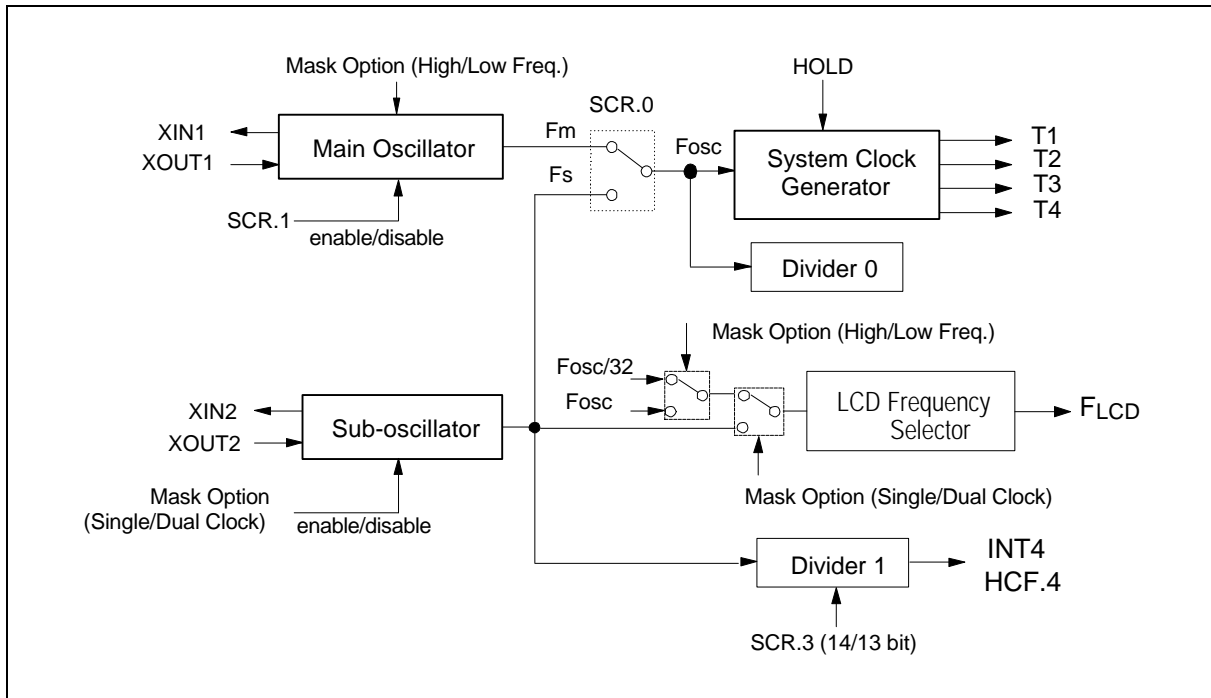 Mask Option (High/Low Freq.)
HOLD
SCR.0
XIN1
XOUT1
Main Oscillator
Fm
Fosc
System Clock
Generator
T1
T2
T3
T4
Fs
SCR.1
enable/disable
Divider 0
Mask Option (High/Low Freq.)
Fosc/32
Fosc
XIN2
XOUT2
Sub-oscillator
LCD Frequency
Selector
FLCD
Mask Option
(Single/Dual Clock)
enable/disable
Mask Option (Single/Dual Clock)
Divider 1
INT4
HCF.4
SCR.3 (14/13 bit)